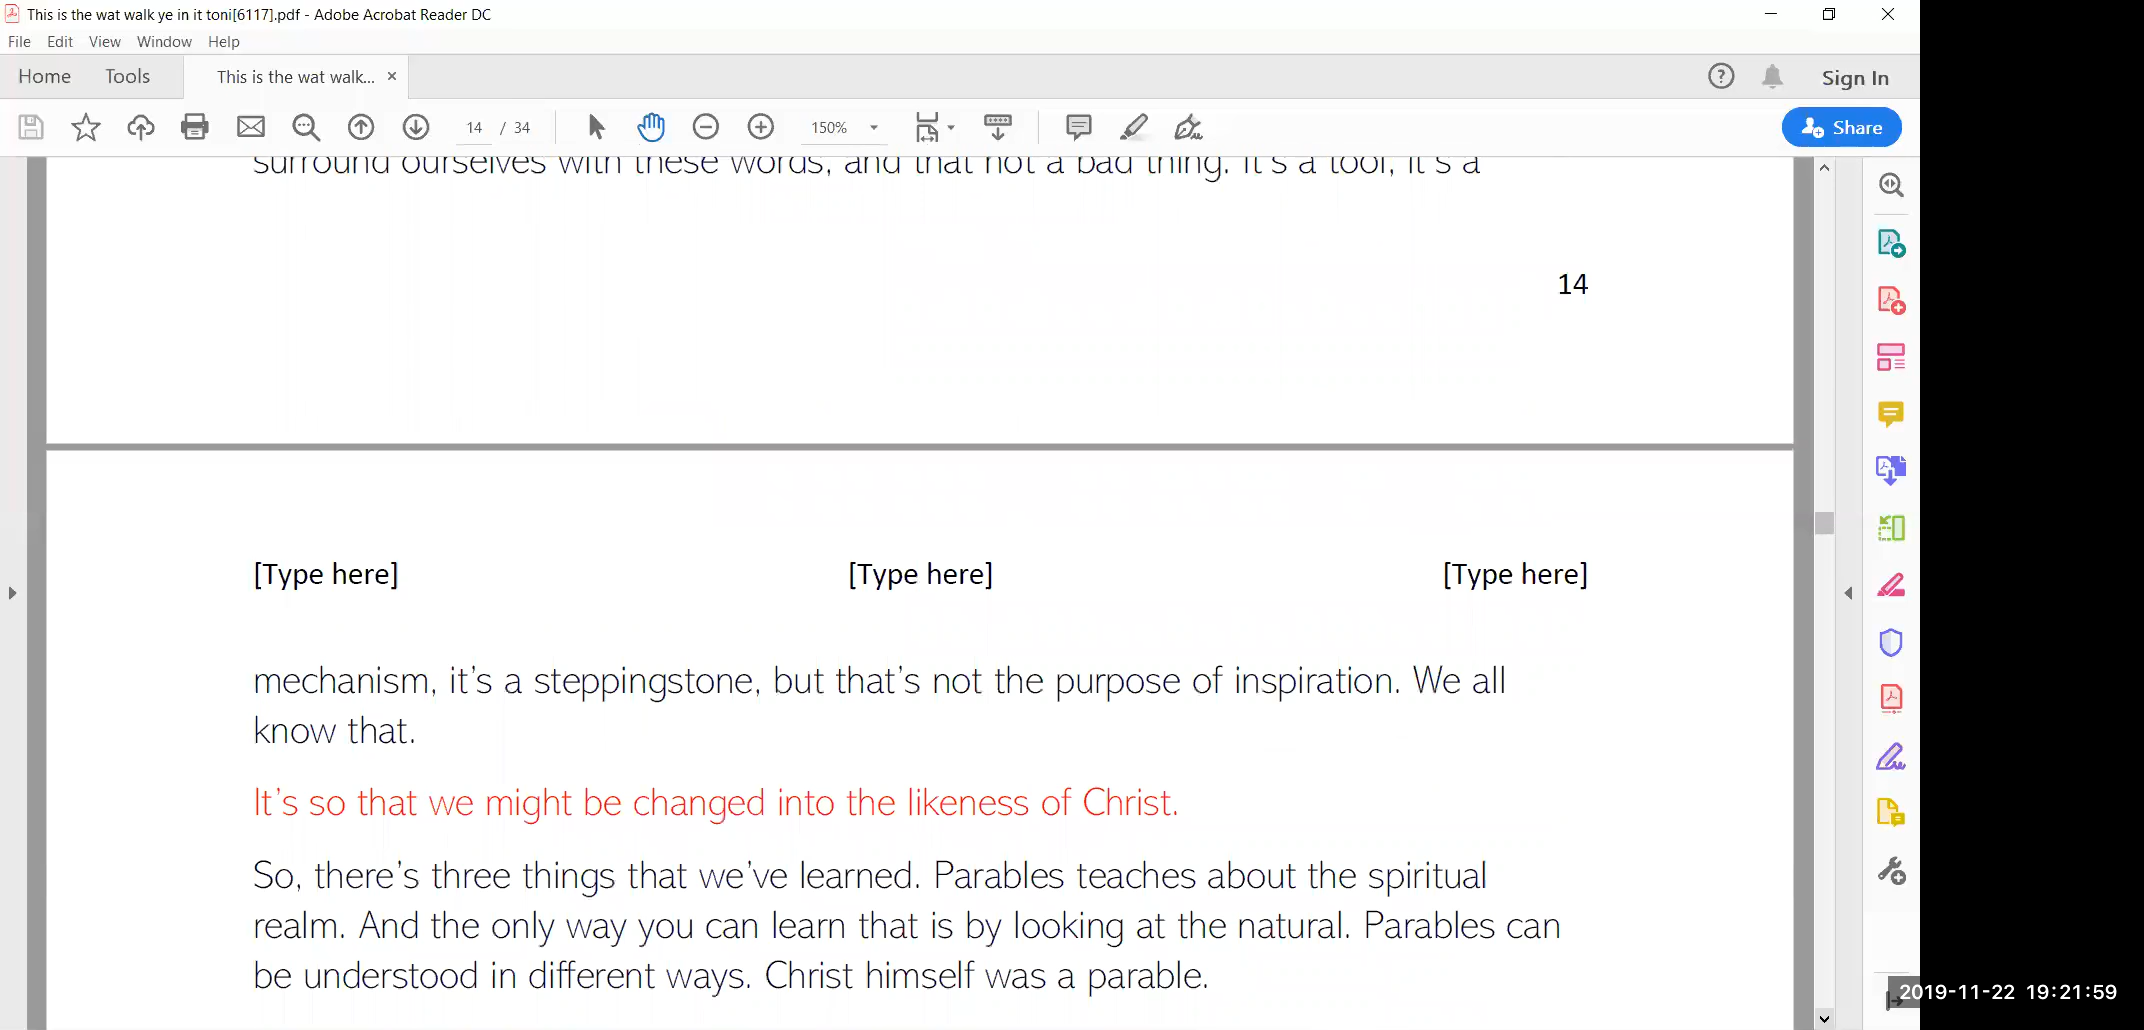 This is the wat walk ye in it toni[6117].pdf - Adobe Acrobat Reader DC
File Edit View Window Help
Home Tools This is the wat walk... × Sign In
14 / 34 150% Share
surround ourselves with these words, and that not a bad thing. It's a tool, it's a
14
[Type here] [Type here] [Type here]
mechanism, it's a steppingstone, but that's not the purpose of inspiration. We all
know that.
It's so that we might be changed into the likeness of Christ.
So, there's three things that we've learned. Parables teaches about the spiritual
realm. And the only way you can learn that is by looking at the natural. Parables can
be understood in different ways. Christ himself was a parable.
2019-11-22 19:21:59